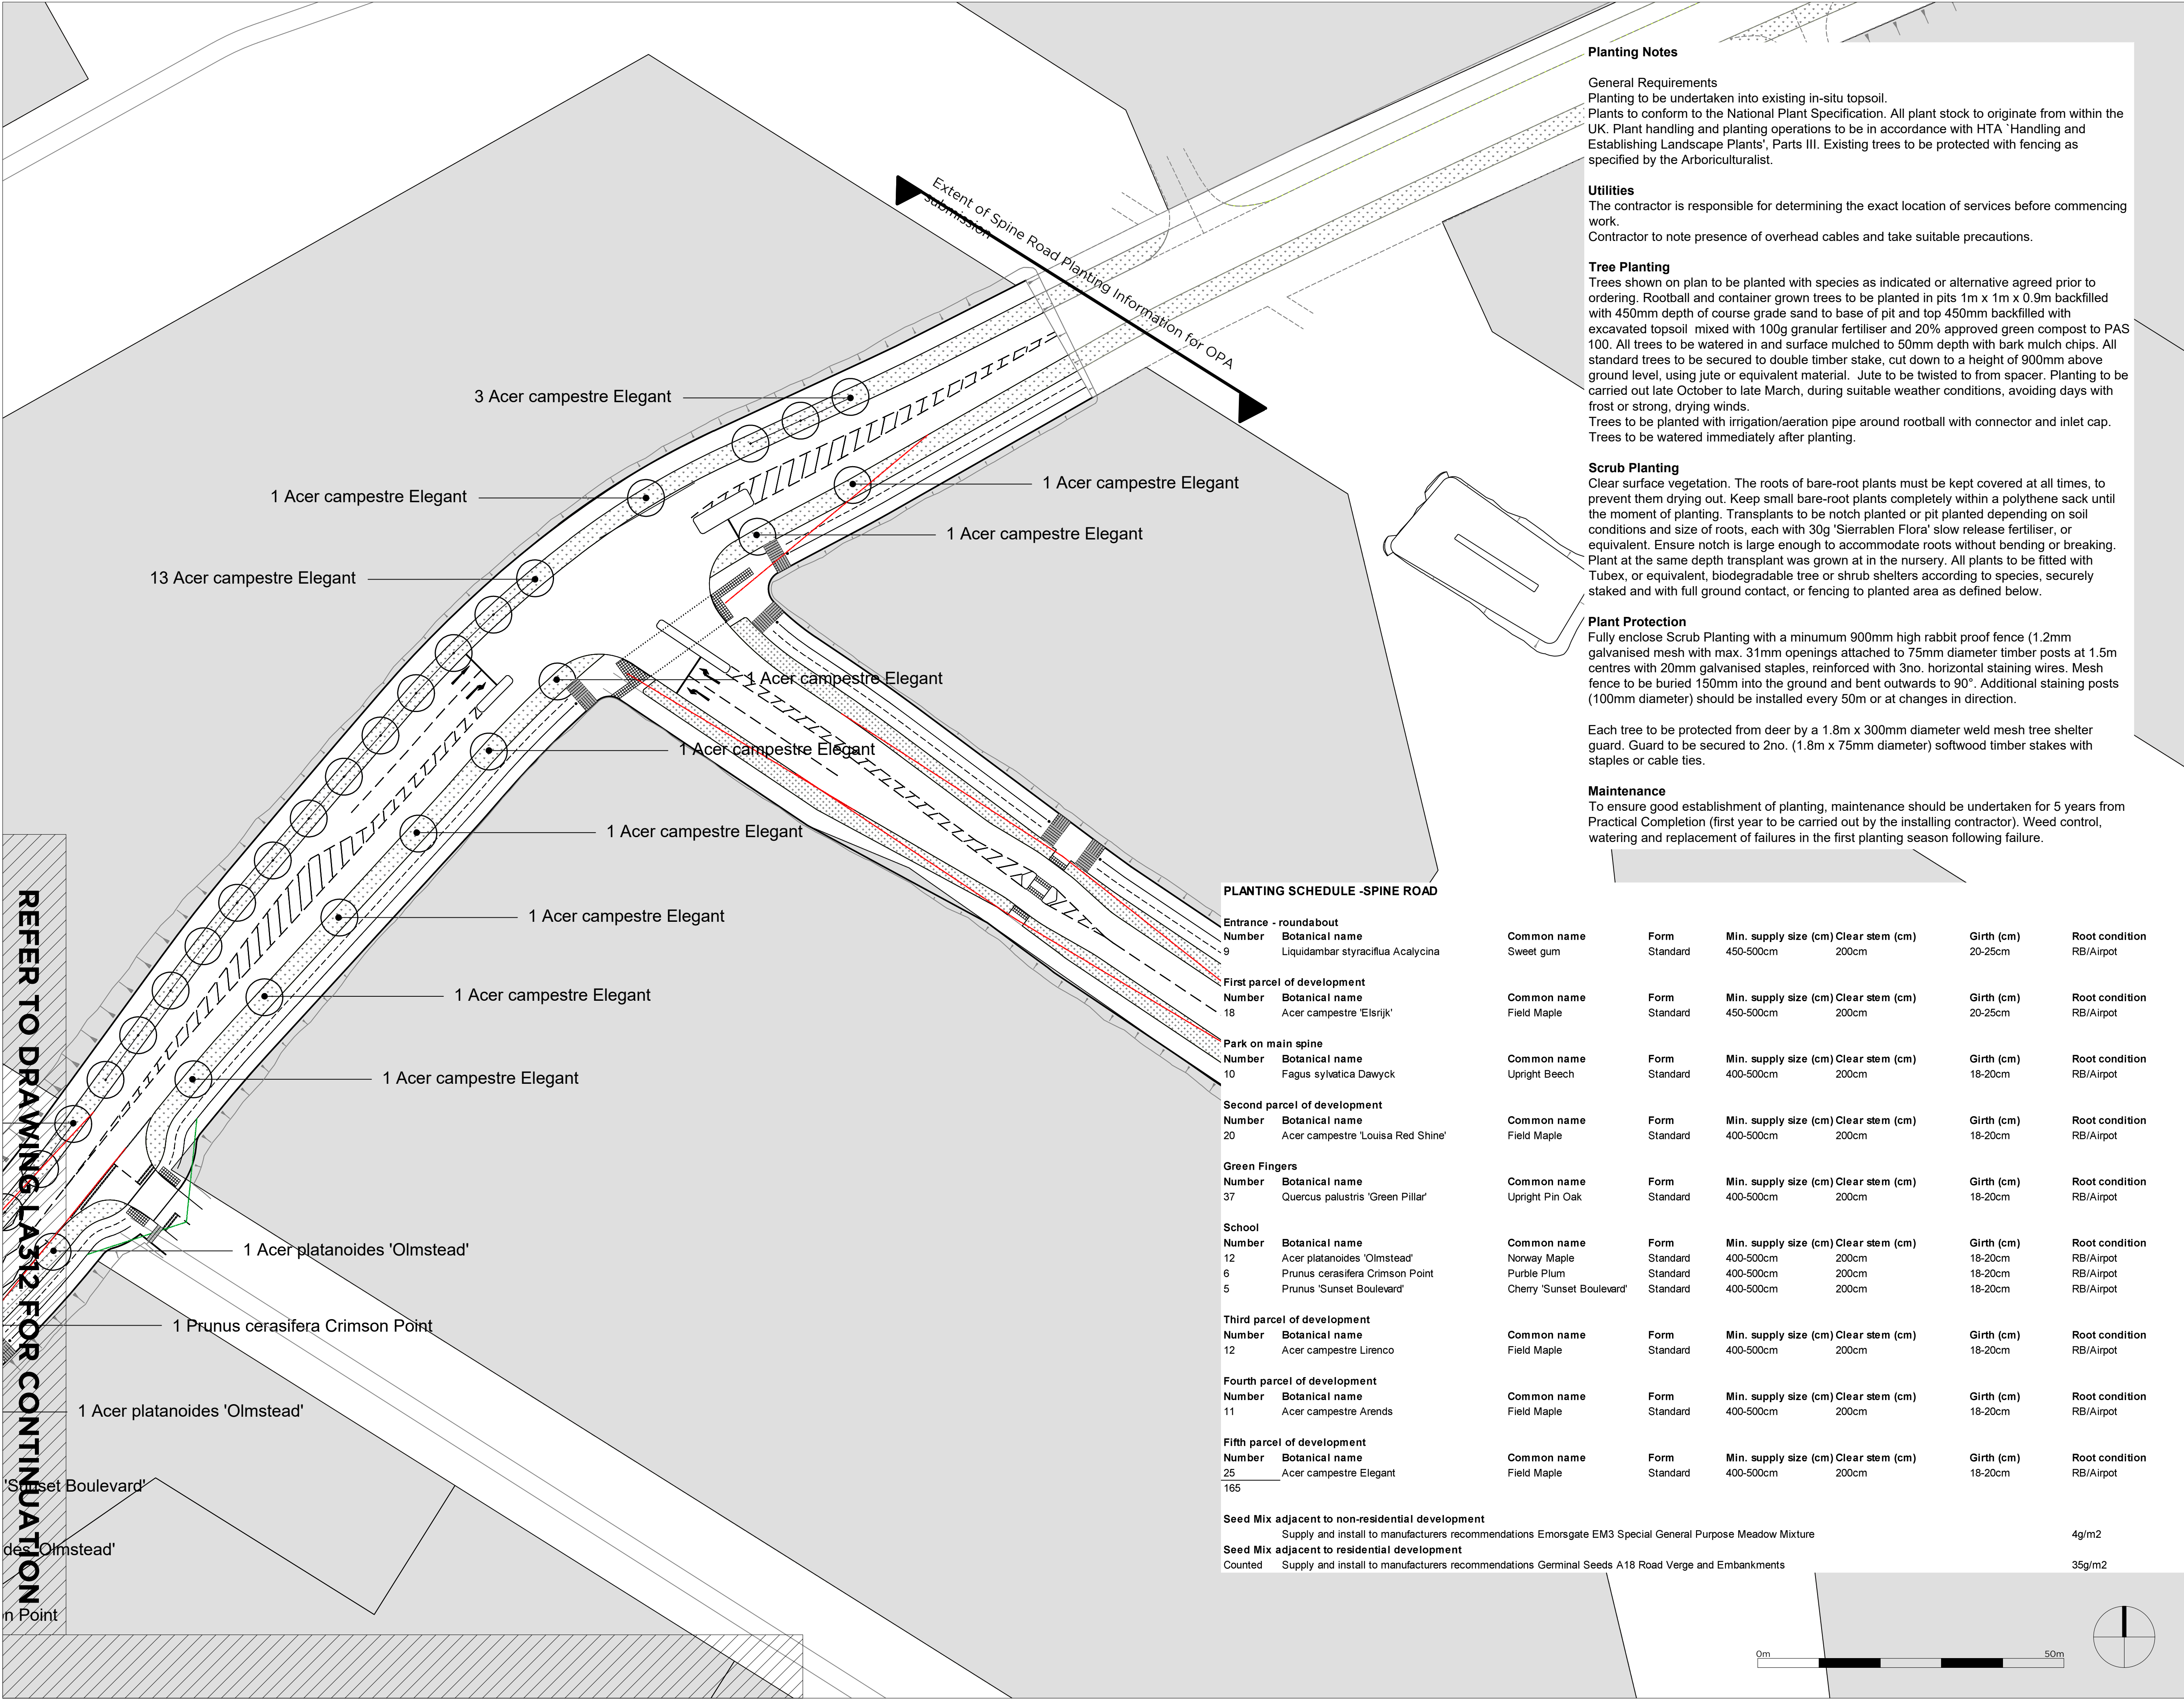 Planting Notes
General Requirements
Planting to be undertaken into existing in-situ topsoil.
Plants to conform to the National Plant Specification. All plant stock to originate from within the
UK. Plant handling and planting operations to be in accordance with HTA `Handling and
Establishing Landscape Plants', Parts III. Existing trees to be protected with fencing as
specified by the Arboriculturalist.
Utilities
The contractor is responsible for determining the exact location of services before commencing
work.
Contractor to note presence of overhead cables and take suitable precautions.
Tree Planting
Trees shown on plan to be planted with species as indicated or alternative agreed prior to
ordering. Rootball and container grown trees to be planted in pits 1m x 1m x 0.9m backfilled
with 450mm depth of course grade sand to base of pit and top 450mm backfilled with
excavated topsoil mixed with 100g granular fertiliser and 20% approved green compost to PAS
100. All trees to be watered in and surface mulched to 50mm depth with bark mulch chips. All
standard trees to be secured to double timber stake, cut down to a height of 900mm above
ground level, using jute or equivalent material. Jute to be twisted to from spacer. Planting to be
carried out late October to late March, during suitable weather conditions, avoiding days with
frost or strong, drying winds.
Trees to be planted with irrigation/aeration pipe around rootball with connector and inlet cap.
Trees to be watered immediately after planting.
Scrub Planting
Clear surface vegetation. The roots of bare-root plants must be kept covered at all times, to
prevent them drying out. Keep small bare-root plants completely within a polythene sack until
the moment of planting. Transplants to be notch planted or pit planted depending on soil
conditions and size of roots, each with 30g 'Sierrablen Flora' slow release fertiliser, or
equivalent. Ensure notch is large enough to accommodate roots without bending or breaking.
Plant at the same depth transplant was grown at in the nursery. All plants to be fitted with
Tubex, or equivalent, biodegradable tree or shrub shelters according to species, securely
staked and with full ground contact, or fencing to planted area as defined below.
Plant Protection
Fully enclose Scrub Planting with a minumum 900mm high rabbit proof fence (1.2mm
galvanised mesh with max. 31mm openings attached to 75mm diameter timber posts at 1.5m
centres with 20mm galvanised staples, reinforced with 3no. horizontal staining wires. Mesh
fence to be buried 150mm into the ground and bent outwards to 90°. Additional staining posts
(100mm diameter) should be installed every 50m or at changes in direction.
Each tree to be protected from deer by a 1.8m x 300mm diameter weld mesh tree shelter
guard. Guard to be secured to 2no. (1.8m x 75mm diameter) softwood timber stakes with
staples or cable ties.
Maintenance
To ensure good establishment of planting, maintenance should be undertaken for 5 years from
Practical Completion (first year to be carried out by the installing contractor). Weed control,
watering and replacement of failures in the first planting season following failure.
Extent of Spine Road Planting Information for OPA
submission
3 Acer campestre Elegant
1 Acer campestre Elegant
1 Acer campestre Elegant
1 Acer campestre Elegant
13 Acer campestre Elegant
1 Acer campestre Elegant
1 Acer campestre Elegant
1 Acer campestre Elegant
1 Acer campestre Elegant
1 Acer campestre Elegant
1 Acer campestre Elegant
1 Acer platanoides 'Olmstead'
1 Prunus cerasifera Crimson Point
1 Acer platanoides 'Olmstead'
'Sunset Boulevard'
des 'Olmstead'
n Point
REFER TO DRAWING LA312 FOR CONTINUATION
PLANTING SCHEDULE -SPINE ROAD
Entrance - roundabout
Number Botanical name Common name Form Min. supply size (cm) Clear stem (cm) Girth (cm) Root condition
9 Liquidambar styraciflua Acalycina Sweet gum Standard 450-500cm 200cm 20-25cm RB/Airpot
First parcel of development
Number Botanical name Common name Form Min. supply size (cm) Clear stem (cm) Girth (cm) Root condition
18 Acer campestre 'Elsrijk' Field Maple Standard 450-500cm 200cm 20-25cm RB/Airpot
Park on main spine
Number Botanical name Common name Form Min. supply size (cm) Clear stem (cm) Girth (cm) Root condition
10 Fagus sylvatica Dawyck Upright Beech Standard 400-500cm 200cm 18-20cm RB/Airpot
Second parcel of development
Number Botanical name Common name Form Min. supply size (cm) Clear stem (cm) Girth (cm) Root condition
20 Acer campestre 'Louisa Red Shine' Field Maple Standard 400-500cm 200cm 18-20cm RB/Airpot
Green Fingers
Number Botanical name Common name Form Min. supply size (cm) Clear stem (cm) Girth (cm) Root condition
37 Quercus palustris 'Green Pillar' Upright Pin Oak Standard 400-500cm 200cm 18-20cm RB/Airpot
School
Number Botanical name Common name Form Min. supply size (cm) Clear stem (cm) Girth (cm) Root condition
12 Acer platanoides 'Olmstead' Norway Maple Standard 400-500cm 200cm 18-20cm RB/Airpot
6 Prunus cerasifera Crimson Point Purble Plum Standard 400-500cm 200cm 18-20cm RB/Airpot
5 Prunus 'Sunset Boulevard' Cherry 'Sunset Boulevard' Standard 400-500cm 200cm 18-20cm RB/Airpot
Third parcel of development
Number Botanical name Common name Form Min. supply size (cm) Clear stem (cm) Girth (cm) Root condition
12 Acer campestre Lirenco Field Maple Standard 400-500cm 200cm 18-20cm RB/Airpot
Fourth parcel of development
Number Botanical name Common name Form Min. supply size (cm) Clear stem (cm) Girth (cm) Root condition
11 Acer campestre Arends Field Maple Standard 400-500cm 200cm 18-20cm RB/Airpot
Fifth parcel of development
Number Botanical name Common name Form Min. supply size (cm) Clear stem (cm) Girth (cm) Root condition
25 Acer campestre Elegant Field Maple Standard 400-500cm 200cm 18-20cm RB/Airpot
165
Seed Mix adjacent to non-residential development
Supply and install to manufacturers recommendations Emorsgate EM3 Special General Purpose Meadow Mixture 4g/m2
Seed Mix adjacent to residential development
Counted Supply and install to manufacturers recommendations Germinal Seeds A18 Road Verge and Embankments 35g/m2
0m 50m